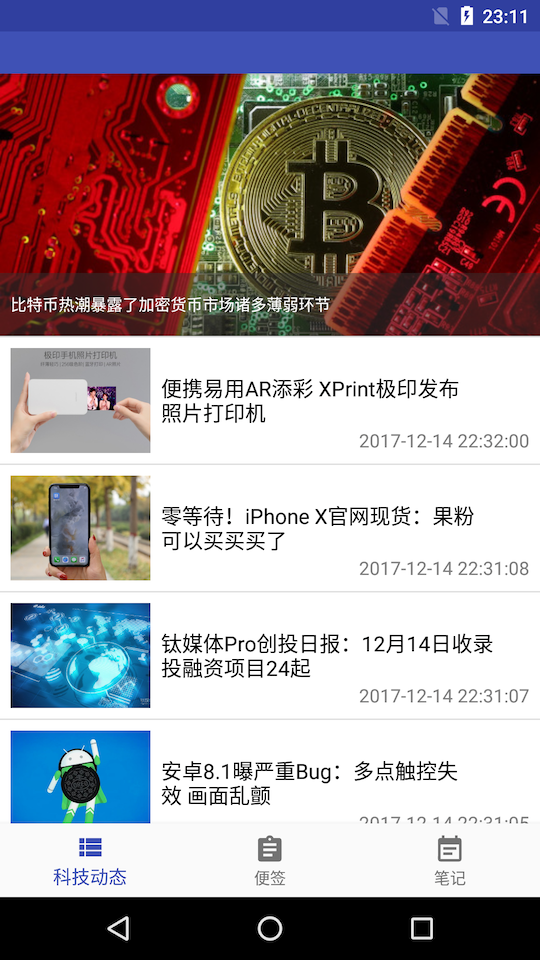 23:11
比特币热潮暴露了加密货币市场诸多薄弱环节
极印手机照片打印机
便携易用AR添彩 XPrint极印发布
照片打印机
2017-12-14 22:32:00
零等待！iPhone X官网现货：果粉
可以买买买了
2017-12-14 22:31:08
钛媒体Pro创投日报：12月14日收录
投融资项目24起
2017-12-14 22:31:07
安卓8.1曝严重Bug：多点触控失
效 画面乱颤
2017-12-14 22:31:05
科技动态
便签
笔记